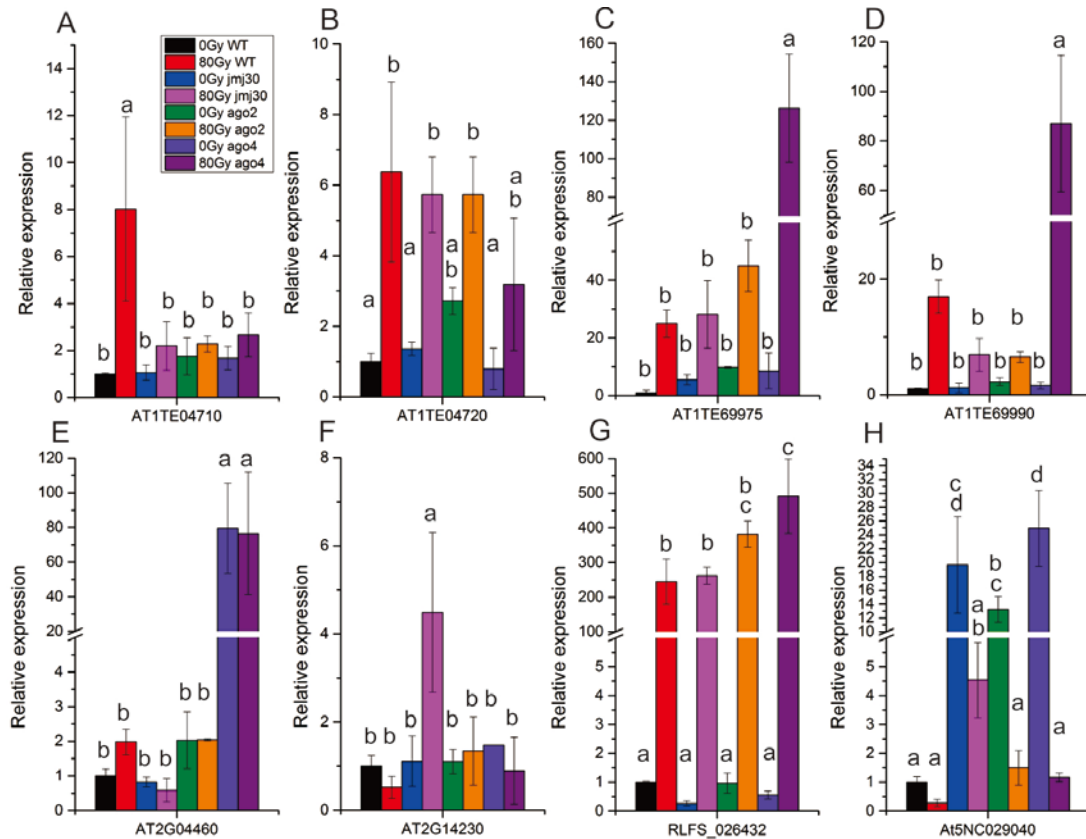 A
Relative expression
14
12
10
8
6
4
2
0
0Gy WT
80Gy WT
0Gy jmj30
80Gy jmj30
0Gy ago2
80Gy ago2
0Gy ago4
80Gy ago4
b a b b b b b b
AT1TE04710
B
Relative expression
10
8
6
4
2
0
a b a b a b b a a b
AT1TE04720
C
Relative expression
160
140
120
100
80
60
40
20
0
b b b b b b b a
AT1TE69975
D
Relative expression
120
100
80
60
40
20
0
b b b b b b b a
AT1TE69990
E
Relative expression
120
100
80
60
40
20
2
1
0
b b b b b b a a
AT2G04460
F
Relative expression
8
6
4
2
0
b b b a b b b b
AT2G14230
G
Relative expression
600
500
400
300
200
100
5
4
3
2
1
0
a b a b a b c a c
RLFS_026432
H
Relative expression
36
34
32
30
28
26
24
22
20
18
16
14
12
10
5
4
3
2
1
0
a a c d a b b c a d a
At5NC029040